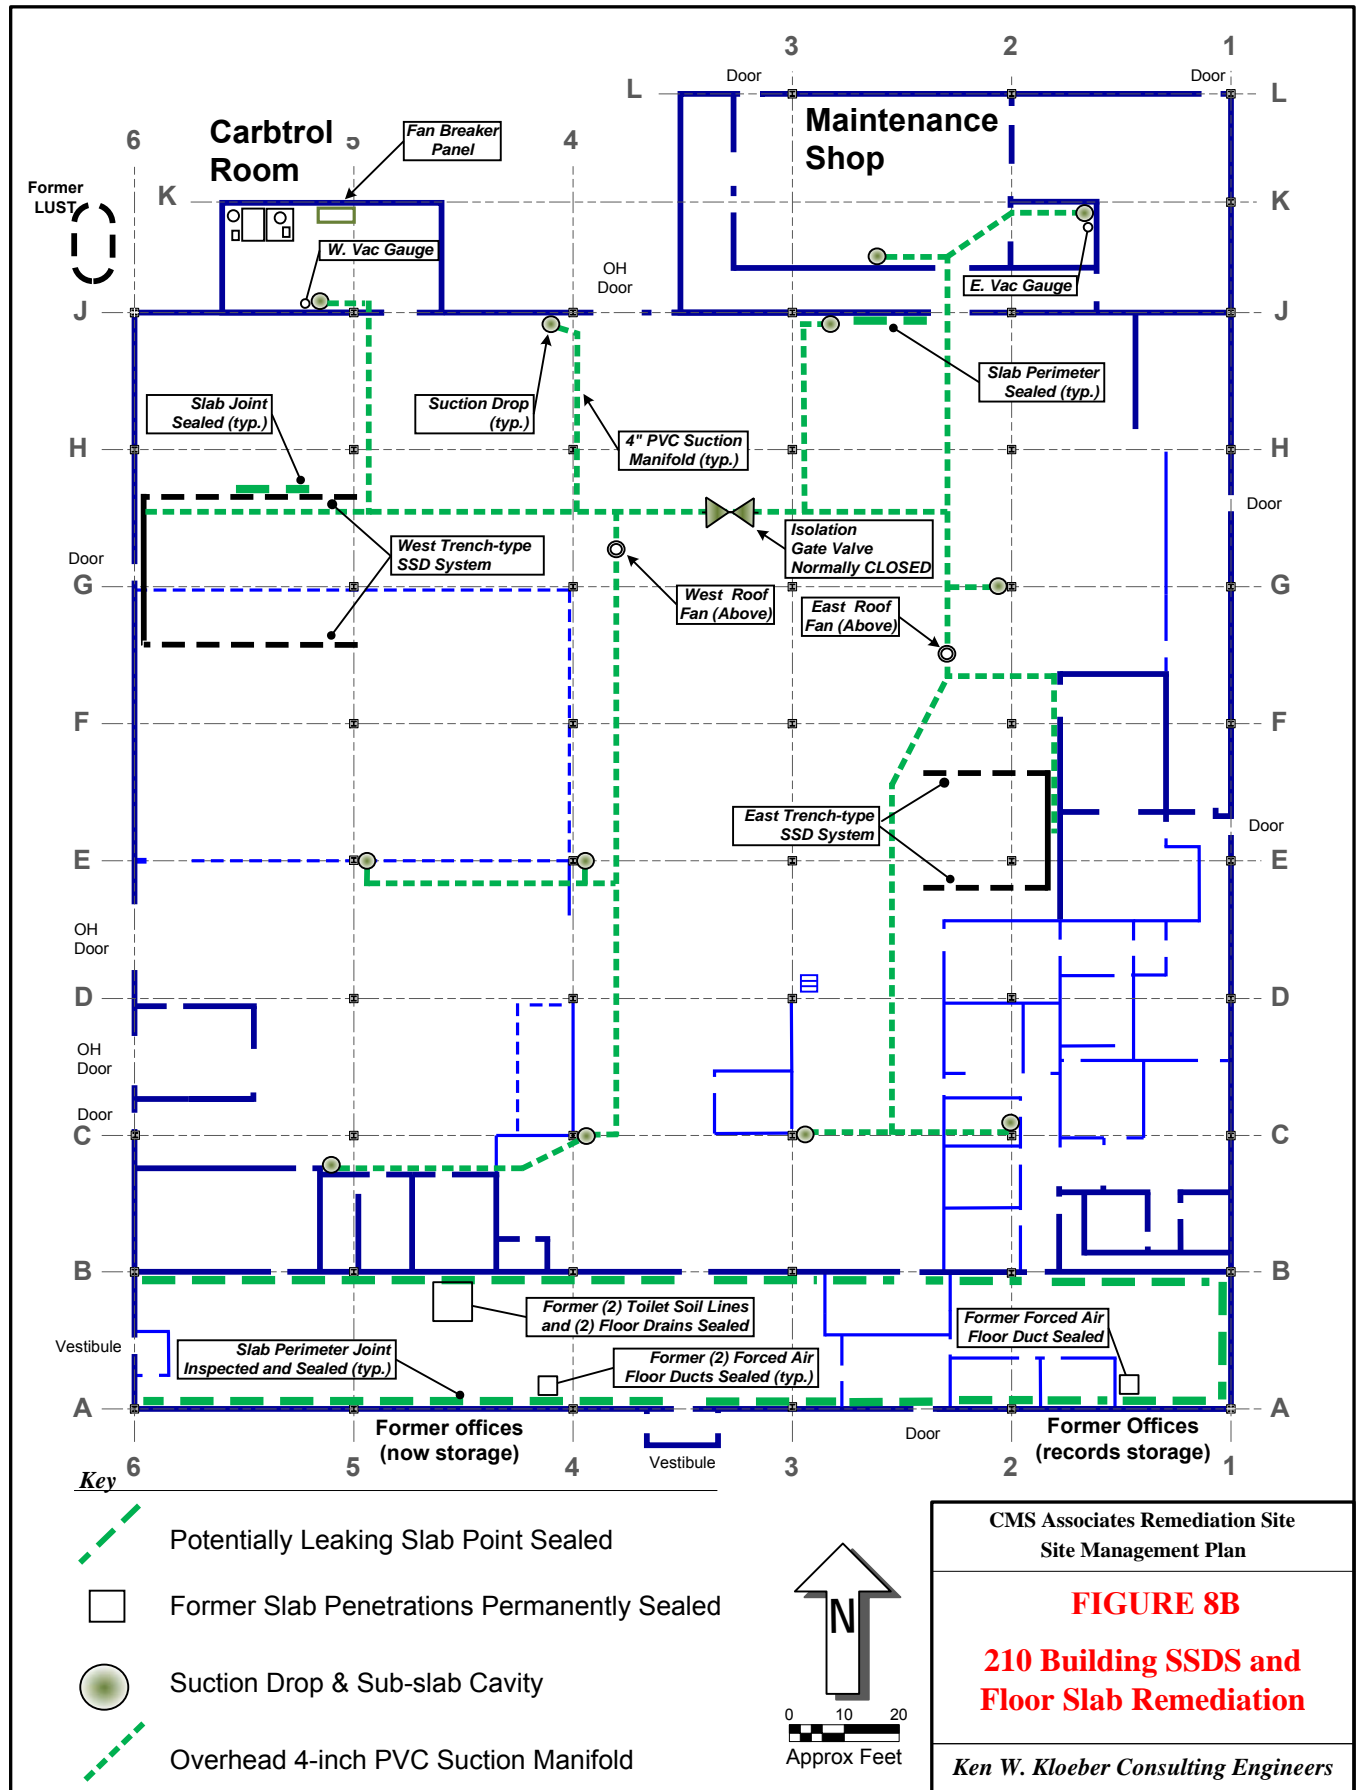 3
2
1
Door
Door
L
L
Carbtrol
Room
Fan Breaker
Panel
Maintenance
Shop
6
5
4
Former
LUST
K
K
W. Vac Gauge
OH
Door
E. Vac Gauge
J
J
Slab Joint
Sealed (typ.)
Suction Drop
(typ.)
Slab Perimeter
Sealed (typ.)
4" PVC Suction
Manifold (typ.)
H
H
Door
Door
West Trench-type
SSD System
Isolation
Gate Valve
Normally CLOSED
G
G
West Roof
Fan (Above)
East Roof
Fan (Above)
F
F
East Trench-type
SSD System
Door
E
E
OH
Door
D
D
OH
Door
Door
C
C
B
B
Former (2) Toilet Soil Lines
and (2) Floor Drains Sealed
Former Forced Air
Floor Duct Sealed
Vestibule
Slab Perimeter Joint
Inspected and Sealed (typ.)
Former (2) Forced Air
Floor Ducts Sealed (typ.)
A
A
Former offices
(now storage)
Vestibule
Door
Former Offices
(records storage)
6
5
4
3
2
1
Key
Potentially Leaking Slab Point Sealed
Former Slab Penetrations Permanently Sealed
Suction Drop & Sub-slab Cavity
Overhead 4-inch PVC Suction Manifold
N
0 10 20
Approx Feet
CMS Associates Remediation Site
Site Management Plan
FIGURE 8B
210 Building SSDS and
Floor Slab Remediation
Ken W. Kloeber Consulting Engineers